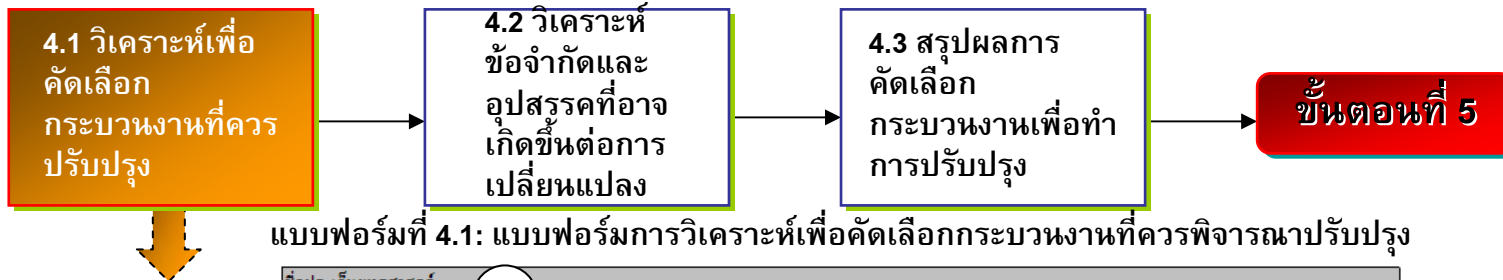 4.1 วิเคราะห์เพื่อ
คัดเลือก
กระบวนงานที่ควร
ปรับปรุง
4.2 วิเคราะห์
ข้อจำกัดและ
อุปสรรคที่อาจ
เกิดขึ้นต่อการ
เปลี่ยนแปลง
4.3 สรุปผลการ
คัดเลือก
กระบวนงานเพื่อทำ
การปรับปรุง
ขั้นตอนที่ 5
แบบฟอร์มที่ 4.1: แบบฟอร์มการวิเคราะห์เพื่อคัดเลือกกระบวนงานที่ควรพิจารณาปรับปรุง